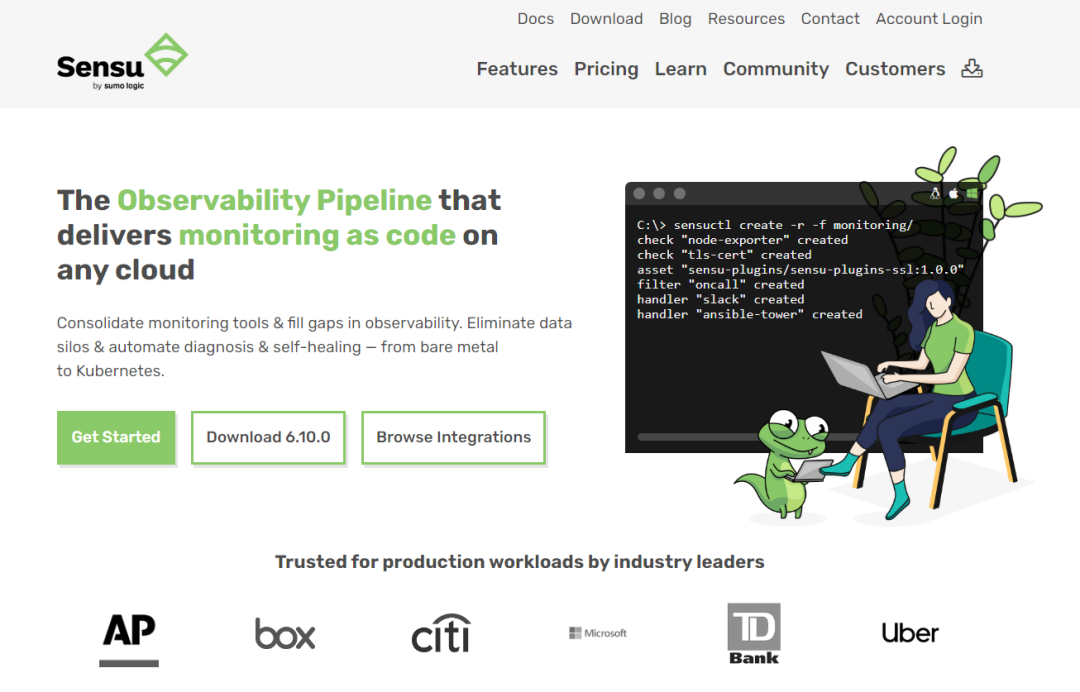 Docs Download Blog Resources Contact Account Login
Sensu
by sumo logic
Features Pricing Learn Community Customers
The Observability Pipeline that
delivers monitoring as code on
any cloud
Consolidate monitoring tools & fill gaps in observability. Eliminate data
silos & automate diagnosis & self-healing — from bare metal
to Kubernetes.
Get Started
Download 6.10.0
Browse Integrations
C:\> sensuctl create -r -f monitoring/
check "node-exporter" created
check "tls-cert" created
asset "sensu-plugins/sensu-plugins-ssl:1.0.0"
filter "oncall" created
handler "slack" created
handler "ansible-tower" created
Trusted for production workloads by industry leaders
AP
box
citi
Microsoft
TD
Bank
Uber